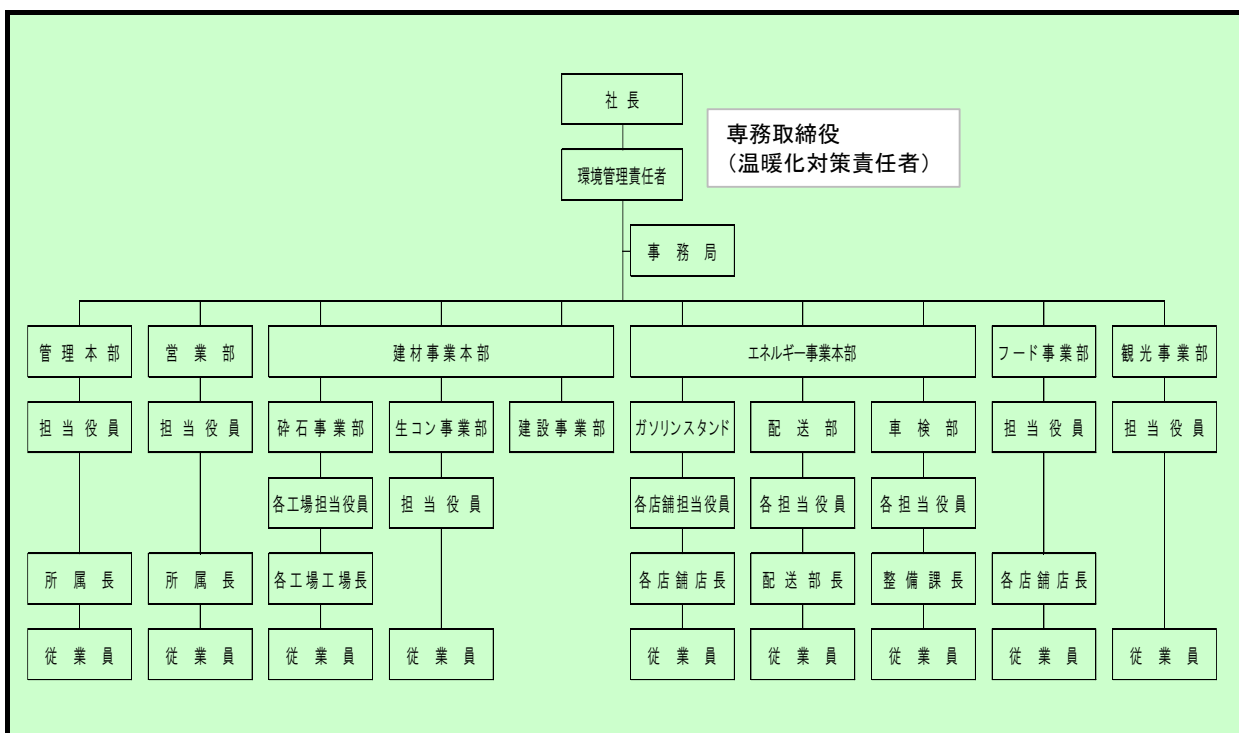 社長
専務取締役
（温暖化対策責任者）
環境管理責任者
事務局
管理本部 営業部 建材事業本部 エネルギー事業本部 フード事業部 観光事業部
担当役員 担当役員 砕石事業部 生コン事業部 建設事業部 ガソリンスタンド 配送部 車検部 担当役員 担当役員
各工場担当役員 担当役員 各店舗担当役員 各担当役員 各担当役員
所属長 所属長 各工場工場長 各店舗店長 配送部長 整備課長 各店舗店長
従業員 従業員 従業員 従業員 従業員 従業員 従業員 従業員 従業員